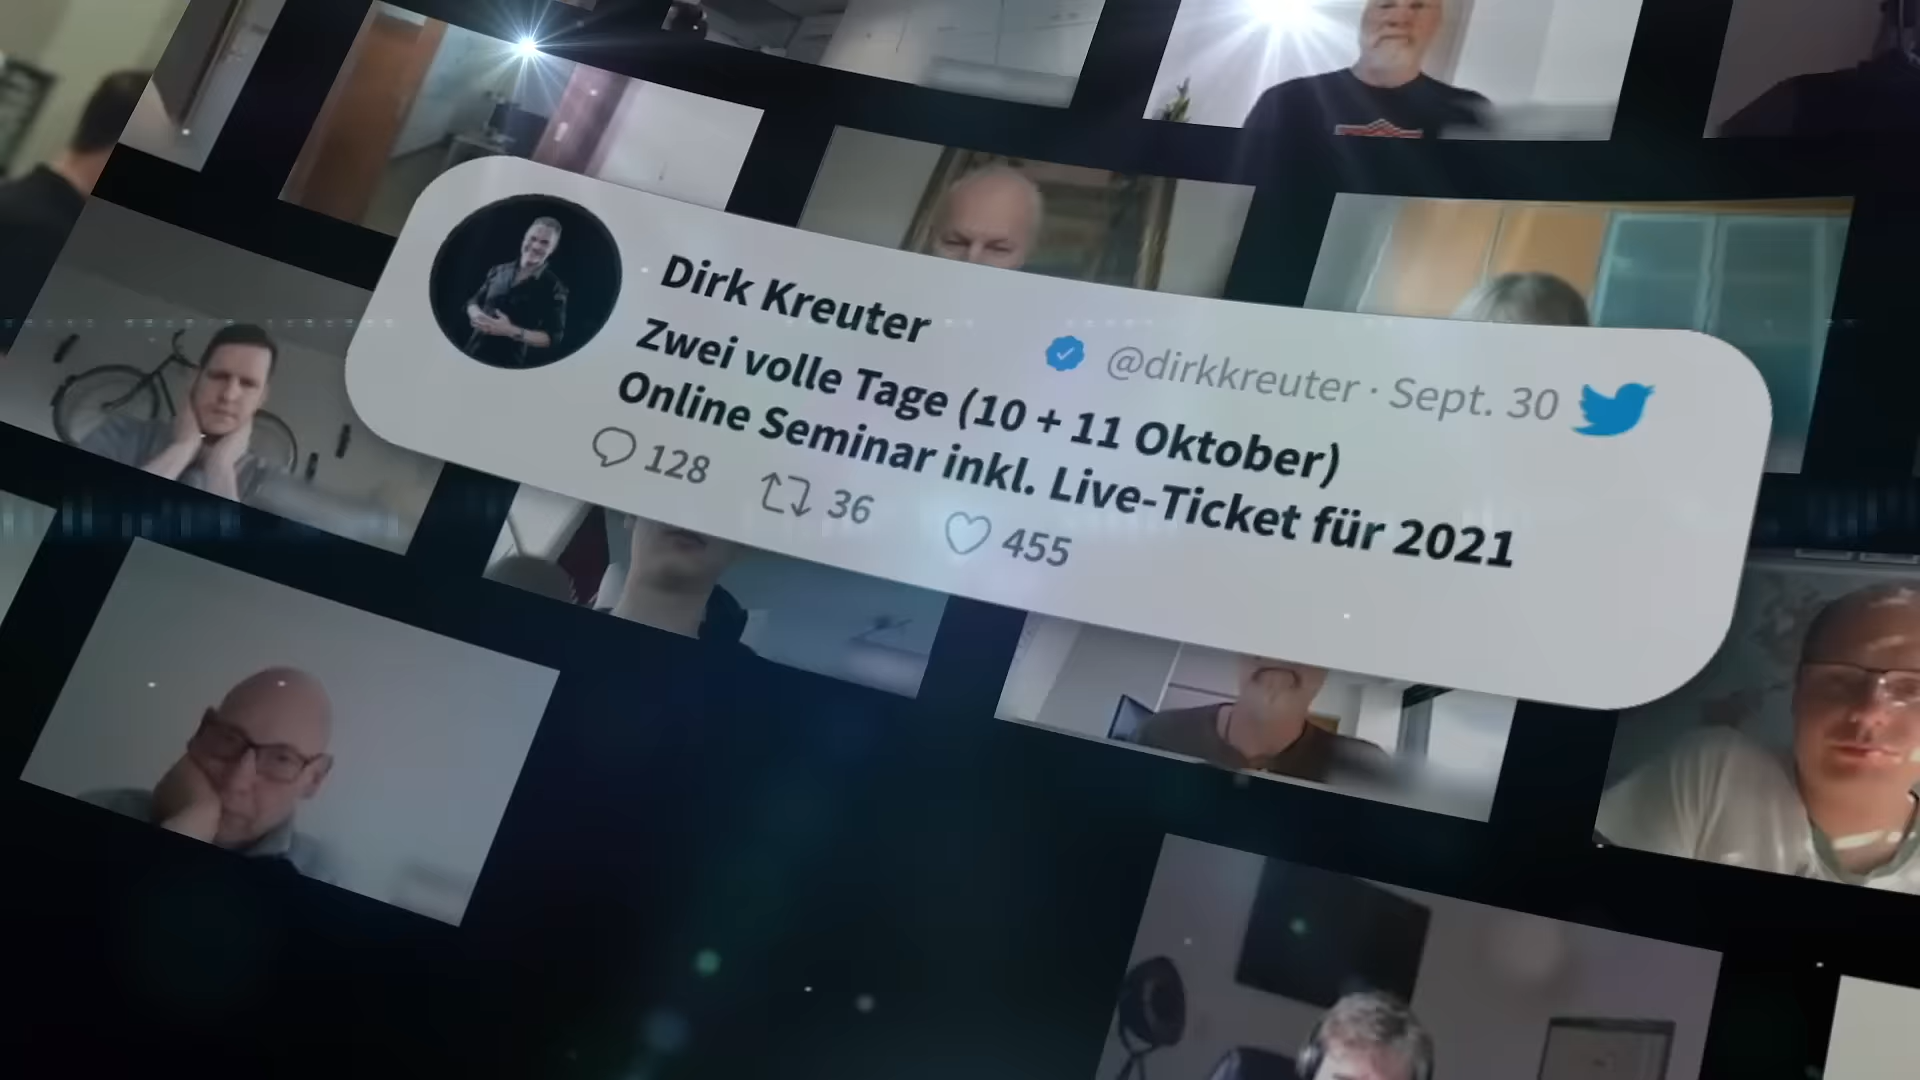 Dirk Kreuter
@dirkkreuter · Sept. 30
Zwei volle Tage (10 + 11 Oktober)
Online Seminar inkl. Live-Ticket für 2021
128
36
455